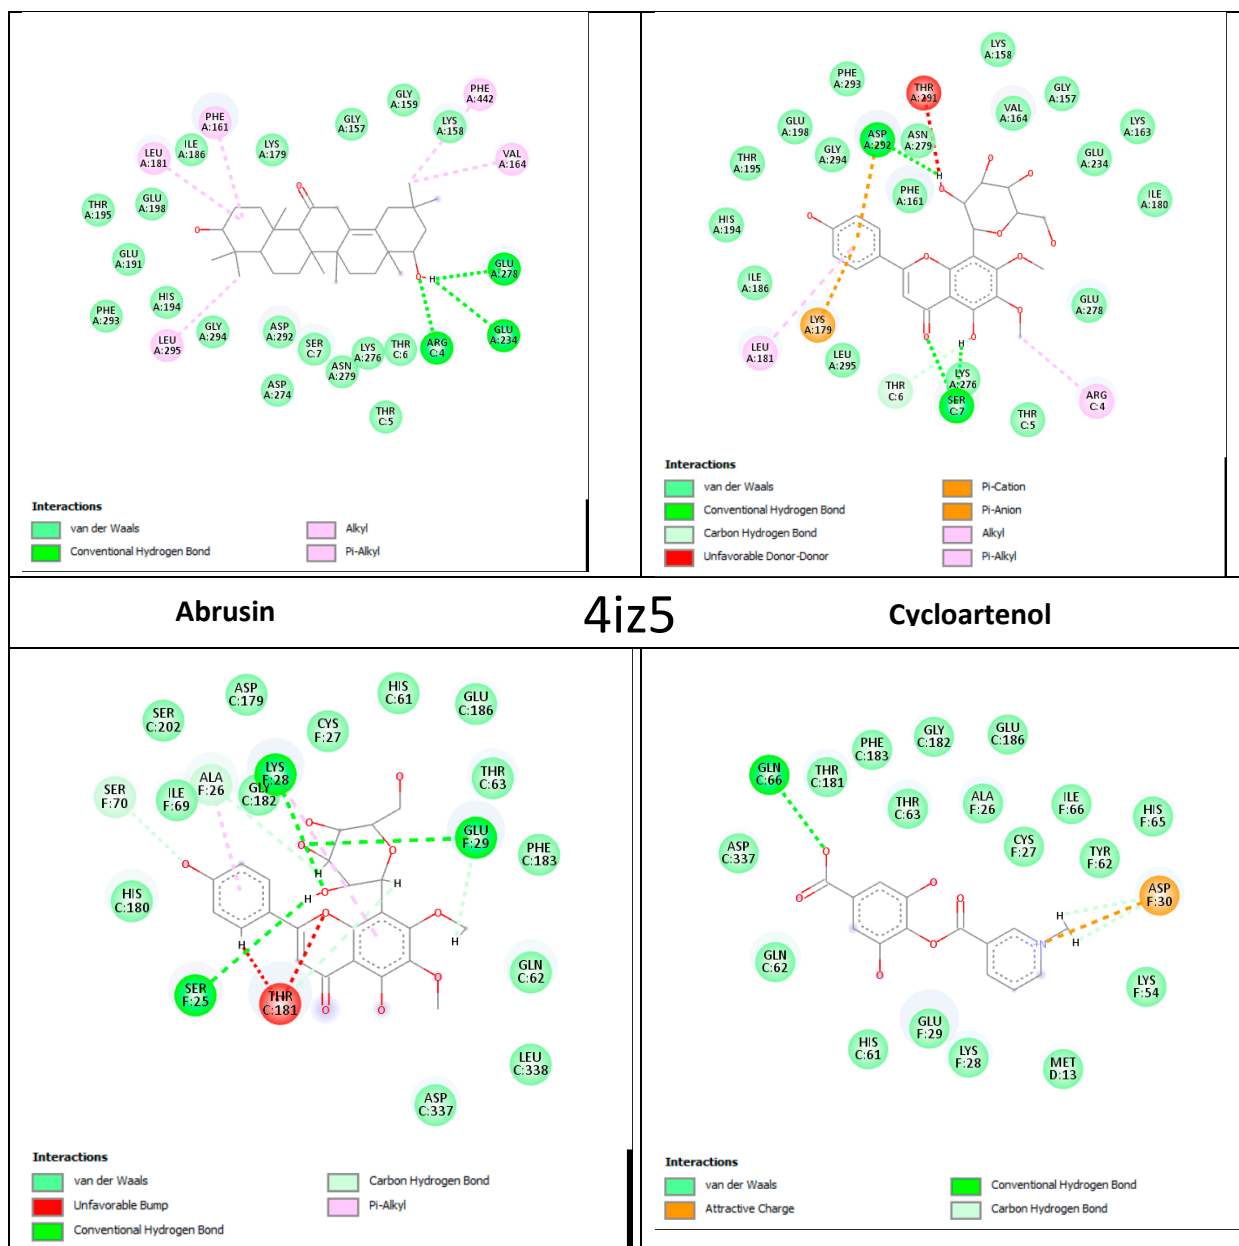 PHE
A:442
GLY
A:159
LYS
A:158
GLY
A:157
PHE
A:161
ILE
A:186
LYS
A:179
LEU
A:181
VAL
A:164
THR
A:195
GLU
A:198
O
O
GLU
A:191
GLU
A:278
O
H
HIS
A:194
PHE
A:293
GLY
A:294
LEU
A:295
ASP
A:292
SER
C:7
ASN
A:279
LYS
A:276
THR
C:6
ARG
C:4
GLU
A:234
ASP
A:274
THR
C:5
Interactions
van der Waals
Conventional Hydrogen Bond
Alkyl
Pi-Alkyl
LYS
A:158
PHE
A:293
THR
A:291
VAL
A:164
GLY
A:157
LYS
A:163
GLU
A:198
ASP
A:292
ASN
A:279
GLU
A:234
THR
A:195
GLY
A:294
PHE
A:161
ILE
A:180
H
O
O
O
O
O
O
HIS
A:194
O
O
O
ILE
A:186
LYS
A:179
GLU
A:278
O
O
H
LEU
A:181
LEU
A:295
THR
C:6
LYS
A:276
SER
C:7
THR
C:5
ARG
C:4
Interactions
van der Waals
Conventional Hydrogen Bond
Carbon Hydrogen Bond
Unfavorable Donor-Donor
Pi-Cation
Pi-Anion
Alkyl
Pi-Alkyl
Abrusin
4iz5
Cycloartenol
ASP
C:179
HIS
C:61
GLU
C:186
SER
C:202
CYS
F:27
LYS
F:28
ALA
F:26
GLY
C:182
THR
C:63
SER
F:70
ILE
F:69
GLU
F:29
PHE
C:183
O
O
O
O
H
H
H
O
O
O
O
H
H
HIS
C:180
GLN
C:62
SER
F:25
THR
C:181
O
O
O
LEU
C:338
ASP
C:337
Interactions
van der Waals
Unfavorable Bump
Conventional Hydrogen Bond
Carbon Hydrogen Bond
Pi-Alkyl
GLN
C:66
THR
C:181
PHE
C:183
GLY
C:182
GLU
C:186
THR
C:63
ALA
F:26
ILE
F:66
HIS
F:65
CYS
F:27
TYR
F:62
ASP
C:337
ASP
F:30
O
O
O
O
O
O
N
H
H
GLN
C:62
LYS
F:54
HIS
C:61
GLU
F:29
LYS
F:28
MET
D:13
Interactions
van der Waals
Attractive Charge
Conventional Hydrogen Bond
Carbon Hydrogen Bond